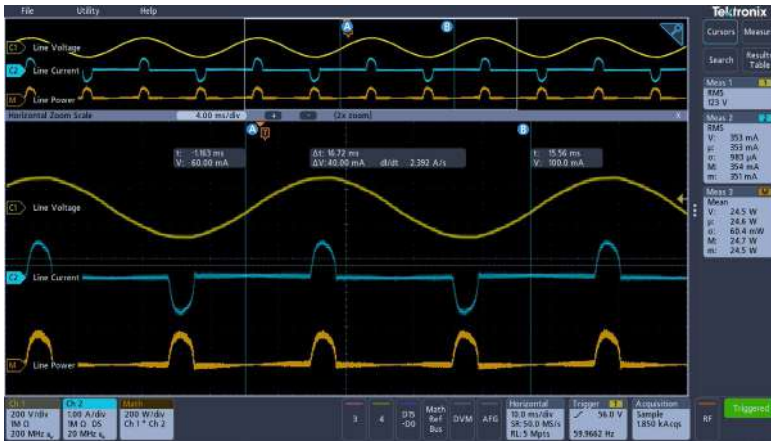 File Utility Help
Tektronix
Cursors Measure
Search Results Table
C1 Line Voltage
C2 Line Current
M Line Power
A
B
Horizontal Zoom Scale 4.00 ms/div (2x zoom) X
A
B
t: -1.163 ms
V: -60.00 mA
Δt: 16.72 ms
ΔV: 40.00 mA dI/dt 2.392 A/s
t: 15.56 ms
V: 100.0 mA
C1 Line Voltage
C2 Line Current
M Line Power
Meas 1 1
RMS
123 V
Meas 2 2
RMS
V: 353 mA
μ: 353 mA
σ: 983 μA
M: 354 mA
m: 351 mA
Meas 3 M
Mean
V: 24.5 W
μ: 24.6 W
σ: 60.4 mW
M: 24.7 W
m: 24.5 W
Ch 1
200 V/div
1M Ω
200 MHz
Ch 2
1.00 A/div
1M Ω DS
20 MHz
Math
200 W/div
Ch 1 * Ch 2
3
4
D15
-D0
Math
Ref
Bus
DVM
AFG
Horizontal
10.0 ms/div
SR: 50.0 MS/s
RL: 5 Mpts
Trigger 1
56.0 V
59.9662 Hz
Acquisition
Sample
1.850 kAcqs
RF
Triggered